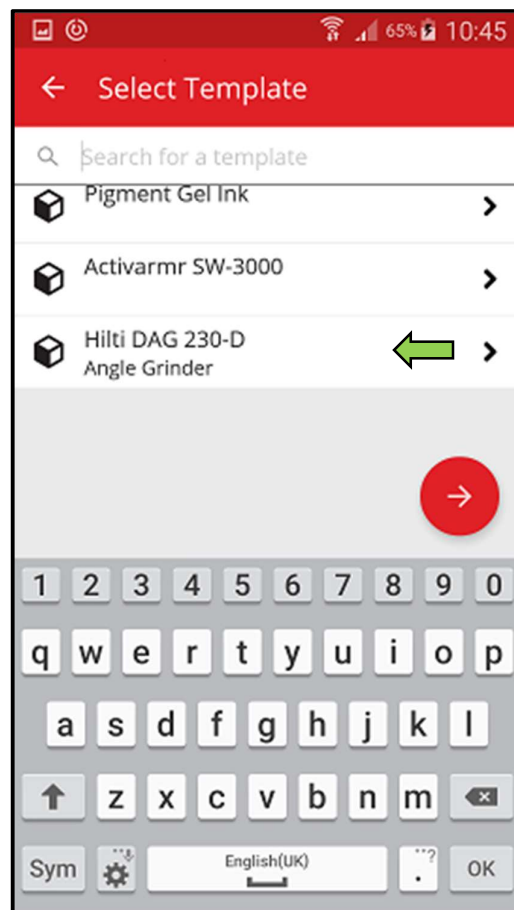 65% 10:45
Select Template
Search for a template
Pigment Gel Ink
Activarmr SW-3000
Hilti DAG 230-D
Angle Grinder
1 2 3 4 5 6 7 8 9 0
q w e r t y u i o p
a s d f g h j k l
z x c v b n m
Sym English(UK) ...? . OK